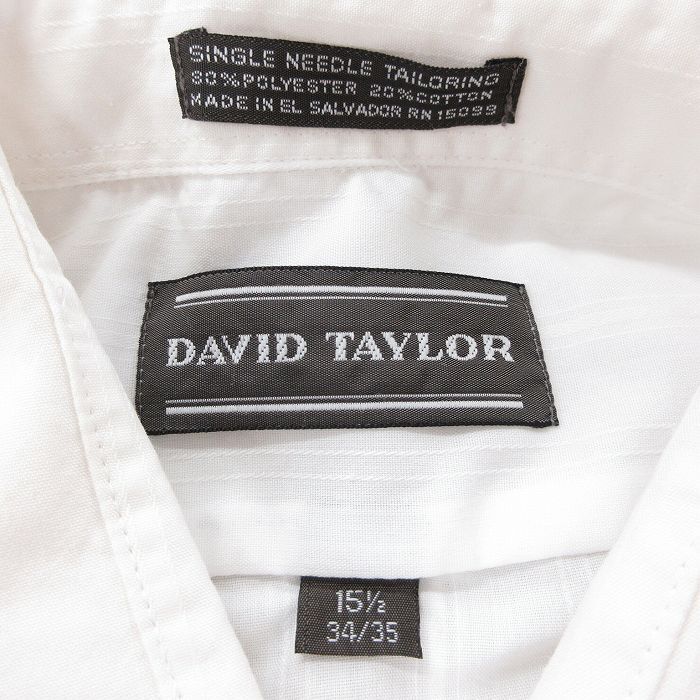 SINGLE NEEDLE TAILORING
80%POLYESTER 20%COTTON
MADE IN EL SALVADOR RN 15099
DAVID TAYLOR
15½
34/35